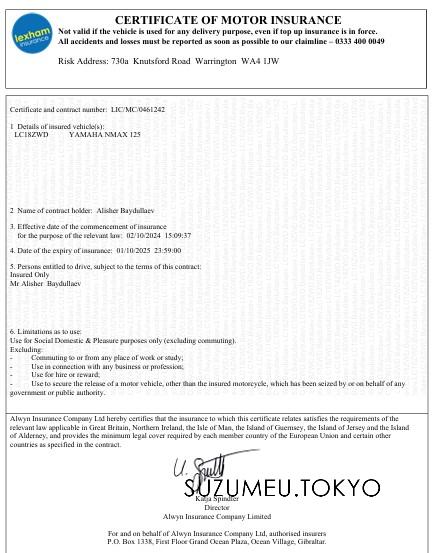 lexham
insurance
CERTIFICATE OF MOTOR INSURANCE
Not valid if the vehicle is used for any delivery purpose, even if top up insurance is in force.
All accidents and losses must be reported as soon as possible to our claimline – 0333 400 0049
Risk Address: 730a Knutsford Road Warrington WA4 1JW
Certificate and contract number: LIC/MC/0461242
1 Details of insured vehicle(s):
LC18ZWD YAMAHA NMAX 125
2 Name of contract holder: Alisher Baydullaev
3. Effective date of the commencement of insurance
for the purpose of the relevant law: 02/10/2024 15:09:37
4. Date of the expiry of insurance: 01/10/2025 23:59:00
5. Persons entitled to drive, subject to the terms of this contract:
Insured Only
Mr Alisher Baydullaev
6. Limitations as to use:
Use for Social Domestic & Pleasure purposes only (excluding commuting).
Excluding:
- Commuting to or from any place of work or study;
- Use in connection with any business or profession;
- Use for hire or reward;
- Use to secure the release of a motor vehicle, other than the insured motorcycle, which has been seized by or on behalf of any
government or public authority.
Alwyn Insurance Company Ltd hereby certifies that the insurance to which this certificate relates satisfies the requirements of the
relevant law applicable in Great Britain, Northern Ireland, the Isle of Man, the Island of Guernsey, the Island of Jersey and the Island
of Alderney, and provides the minimum legal cover required by each member country of the European Union and certain other
countries as specified in the contract.
SUZUMEU.TOKYO
Katja Spindler
Director
Alwyn Insurance Company Limited
For and on behalf of Alwyn Insurance Company Ltd, authorised insurers
P.O. Box 1338, First Floor Grand Ocean Plaza, Ocean Village, Gibraltar.